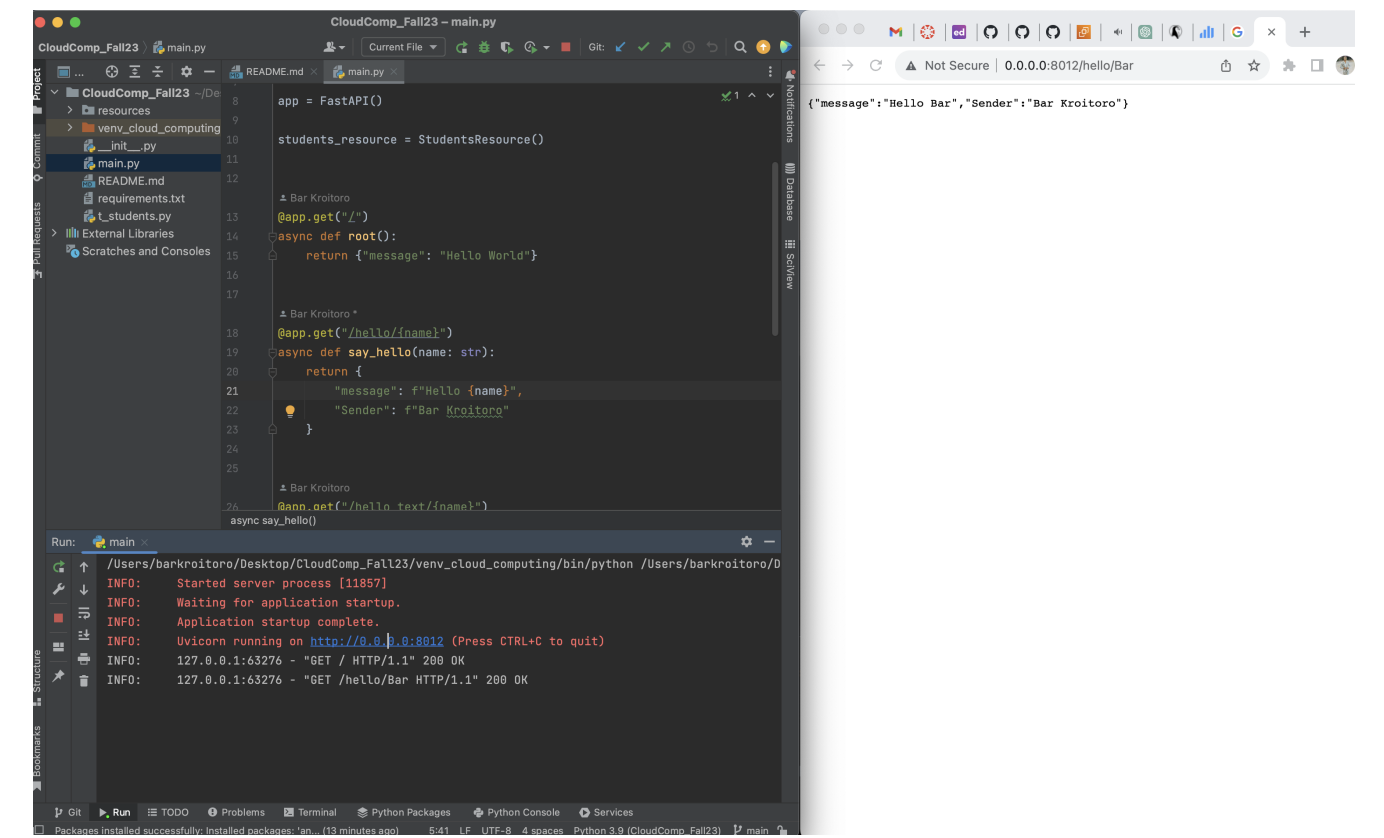 CloudComp_Fall23 – main.py
CloudComp_Fall23 main.py
Current File
Git:
README.md
main.py
Project
Commit
Pull Requests
Structure
Bookmarks
...
CloudComp_Fall23 ~/De
resources
venv_cloud_computing
__init__.py
main.py
README.md
requirements.txt
t_students.py
External Libraries
Scratches and Consoles
1
8 app = FastAPI()
9
10 students_resource = StudentsResource()
11
12
Bar Kroitoro
13 @app.get("/")
14 async def root():
15 return {"message": "Hello World"}
16
17
Bar Kroitoro *
18 @app.get("/hello/{name}")
19 async def say_hello(name: str):
20 return {
21 "message": f"Hello {name}",
22 "Sender": f"Bar Kroitoro"
23 }
24
25
Bar Kroitoro
26 @app.get("/hello_text/{name}")
async say_hello()
Notifications
Database
SciView
Run: main
/Users/barkroitoro/Desktop/CloudComp_Fall23/venv_cloud_computing/bin/python /Users/barkroitoro/D
INFO: Started server process [11857]
INFO: Waiting for application startup.
INFO: Application startup complete.
INFO: Uvicorn running on http://0.0.0.0:8012 (Press CTRL+C to quit)
INFO: 127.0.0.1:63276 - "GET / HTTP/1.1" 200 OK
INFO: 127.0.0.1:63276 - "GET /hello/Bar HTTP/1.1" 200 OK
Git Run TODO Problems Terminal Python Packages Python Console Services
Packages installed successfully: Installed packages: 'an... (13 minutes ago) 5:41 LF UTF-8 4 spaces Python 3.9 (CloudComp_Fall23) main
ed
Not Secure 0.0.0.0:8012/hello/Bar
{"message":"Hello Bar","Sender":"Bar Kroitoro"}